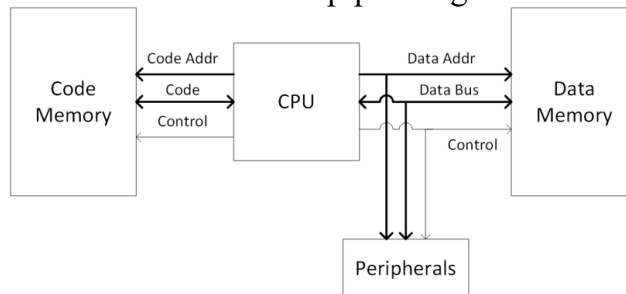 Code Addr
Data Addr
Code
Memory
Code
CPU
Data Bus
Data
Memory
Control
Control
Peripherals